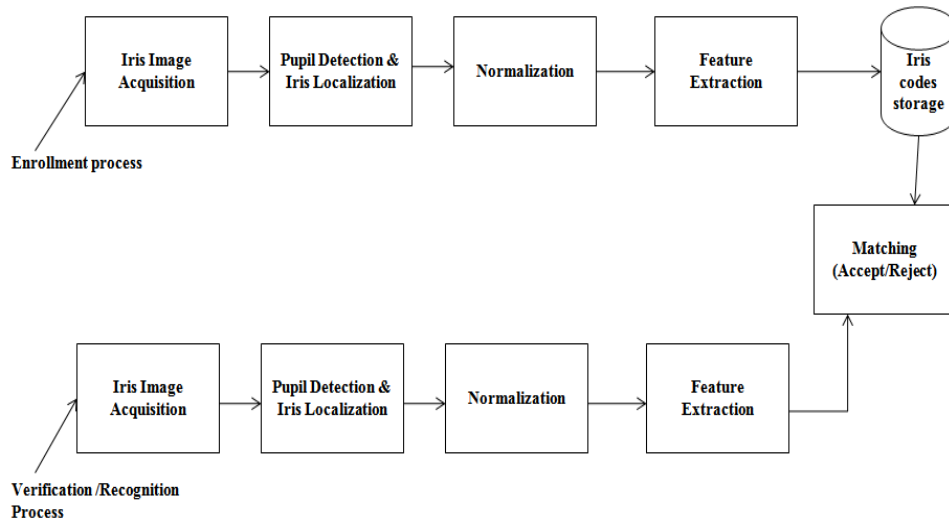 Iris Image
Acquisition
Pupil Detection &
Iris Localization
Normalization
Feature
Extraction
Iris
codes
storage
Enrollment process
Matching
(Accept/Reject)
Iris Image
Acquisition
Pupil Detection &
Iris Localization
Normalization
Feature
Extraction
Verification /Recognition
Process